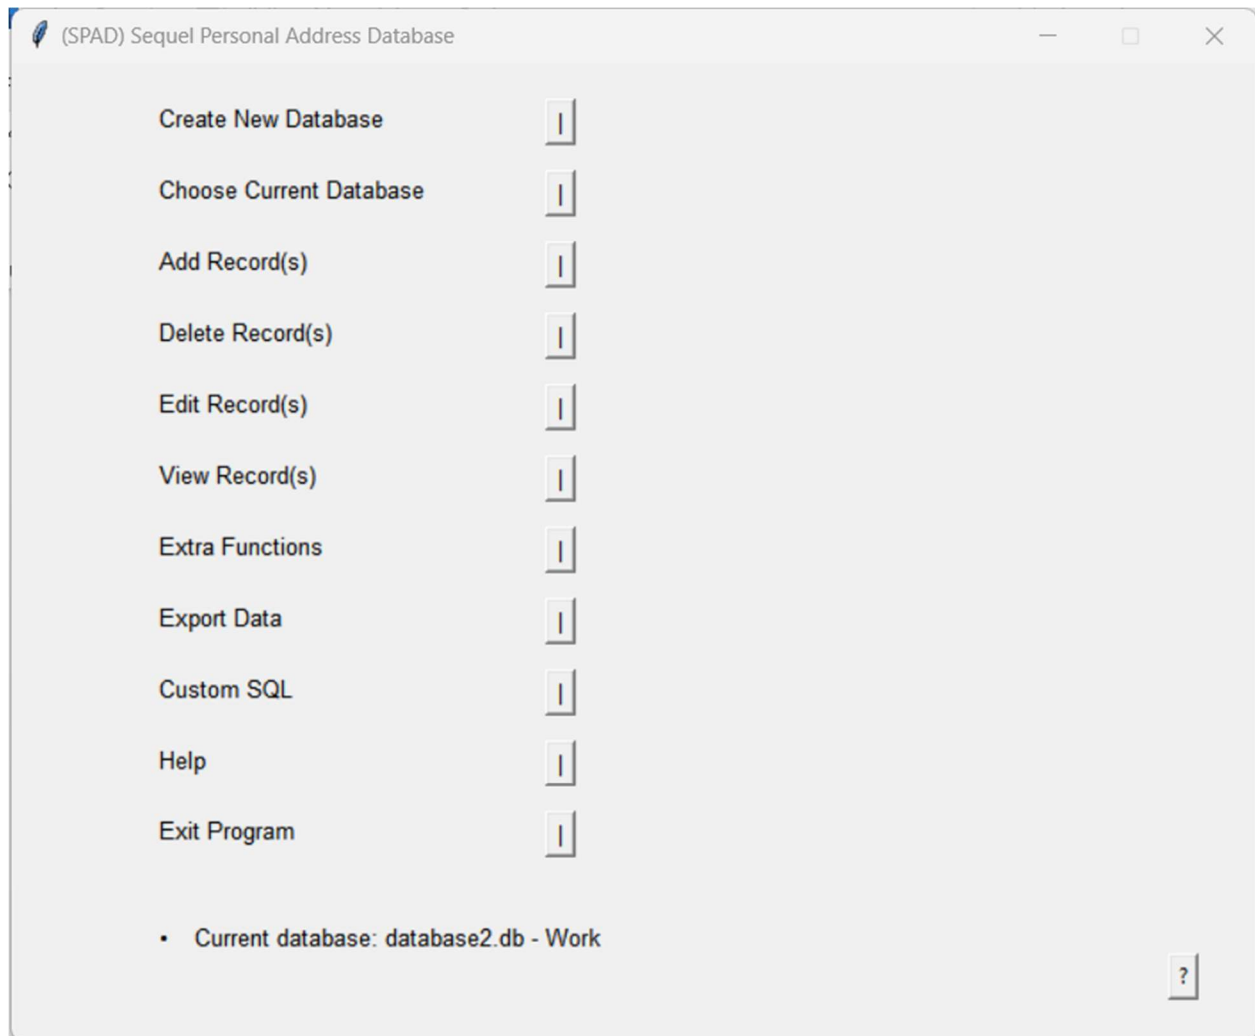 (SPAD) Sequel Personal Address Database
Create New Database |
Choose Current Database |
Add Record(s) |
Delete Record(s) |
Edit Record(s) |
View Record(s) |
Extra Functions |
Export Data |
Custom SQL |
Help |
Exit Program |
• Current database: database2.db - Work
?